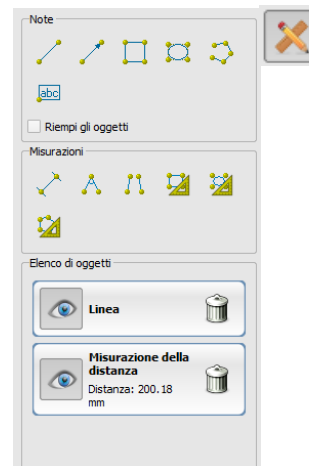 Note
abc
Riempi gli oggetti
Misurazioni
Elenco di oggetti
Linea
Misurazione della
distanza
Distanza: 200.18
mm